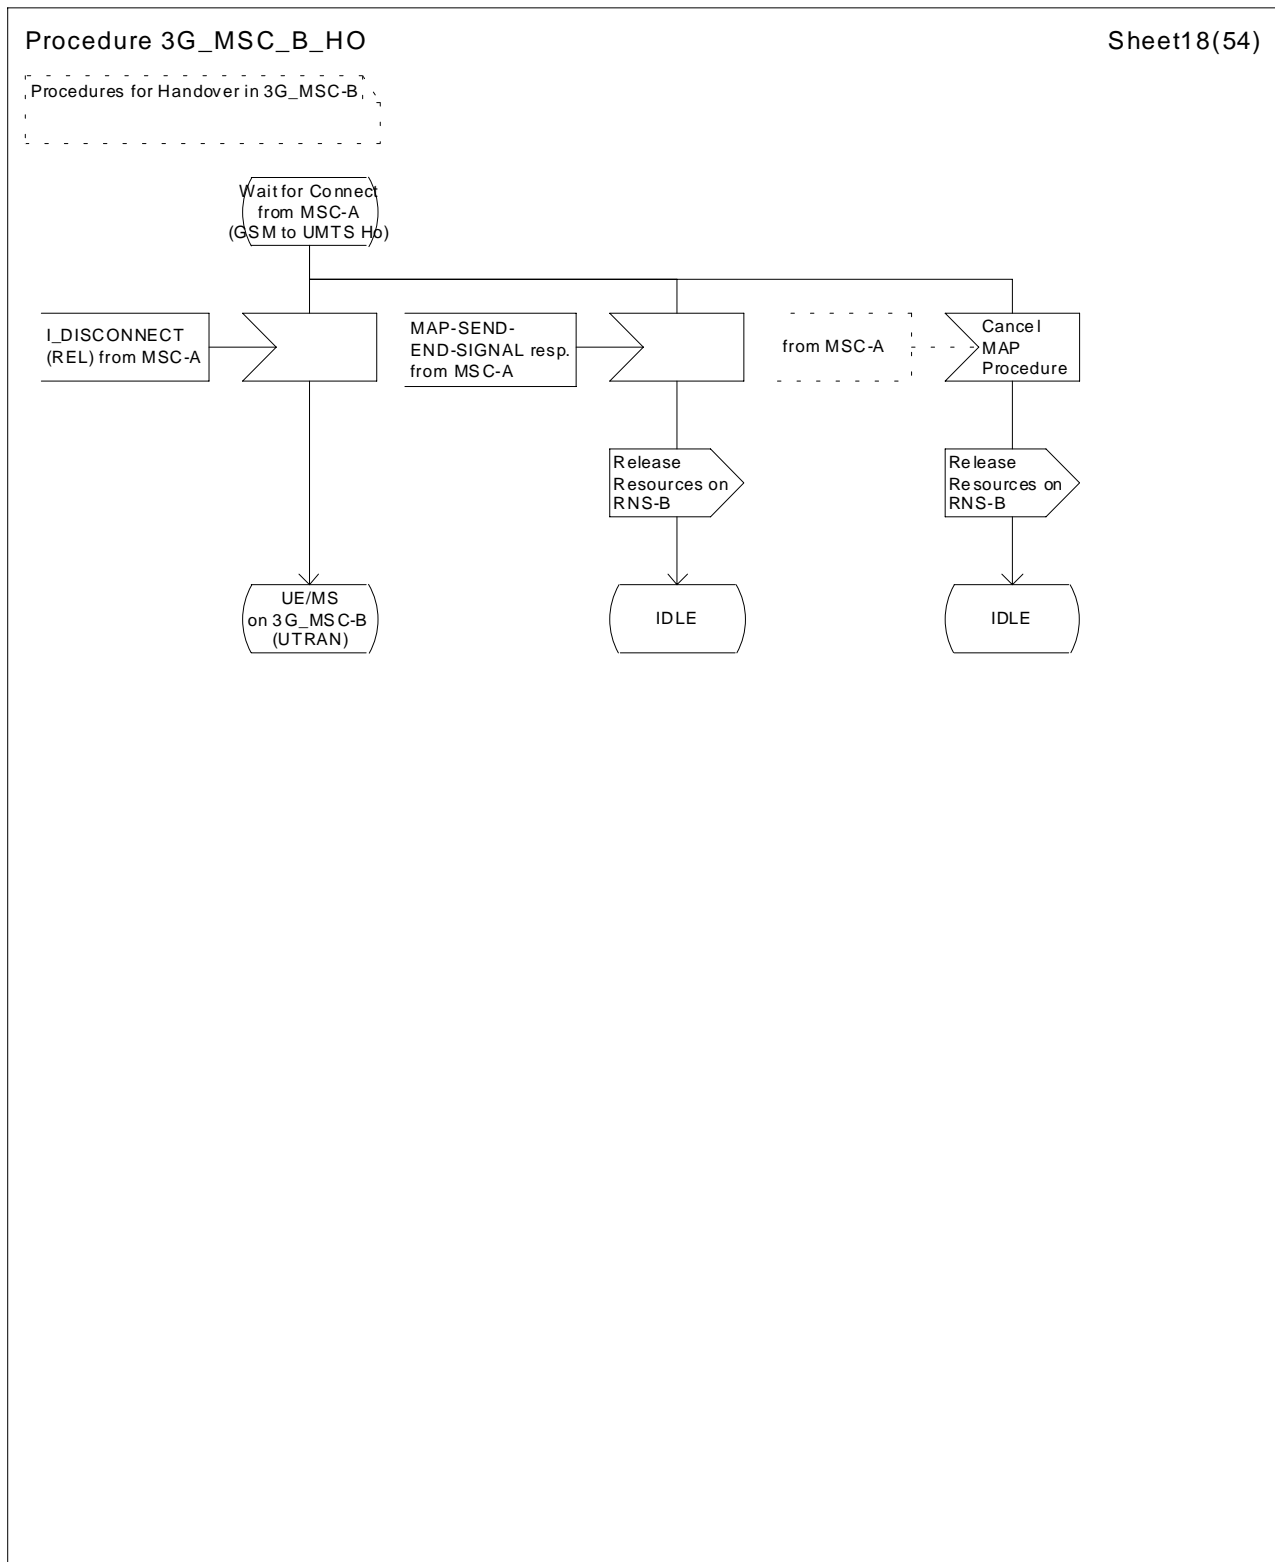 Procedure 3G_MSC_B_HO
Sheet18(54)
Procedures for Handover in 3G_MSC-B
Wait for Connect
from MSC-A
(GSM to UMTS Ho)
I_DISCONNECT
(REL) from MSC-A
MAP-SEND-
END-SIGNAL resp.
from MSC-A
from MSC-A
Cancel
MAP
Procedure
Release
Resources on
RNS-B
Release
Resources on
RNS-B
UE/MS
on 3G_MSC-B
(UTRAN)
IDLE
IDLE